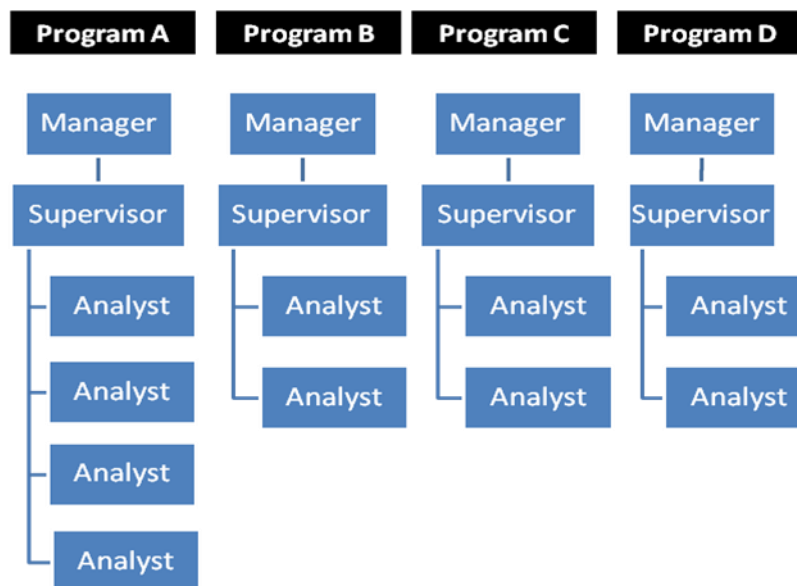 Program A
Program B
Program C
Program D
Manager
Manager
Manager
Manager
Supervisor
Supervisor
Supervisor
Supervisor
Analyst
Analyst
Analyst
Analyst
Analyst
Analyst
Analyst
Analyst
Analyst
Analyst